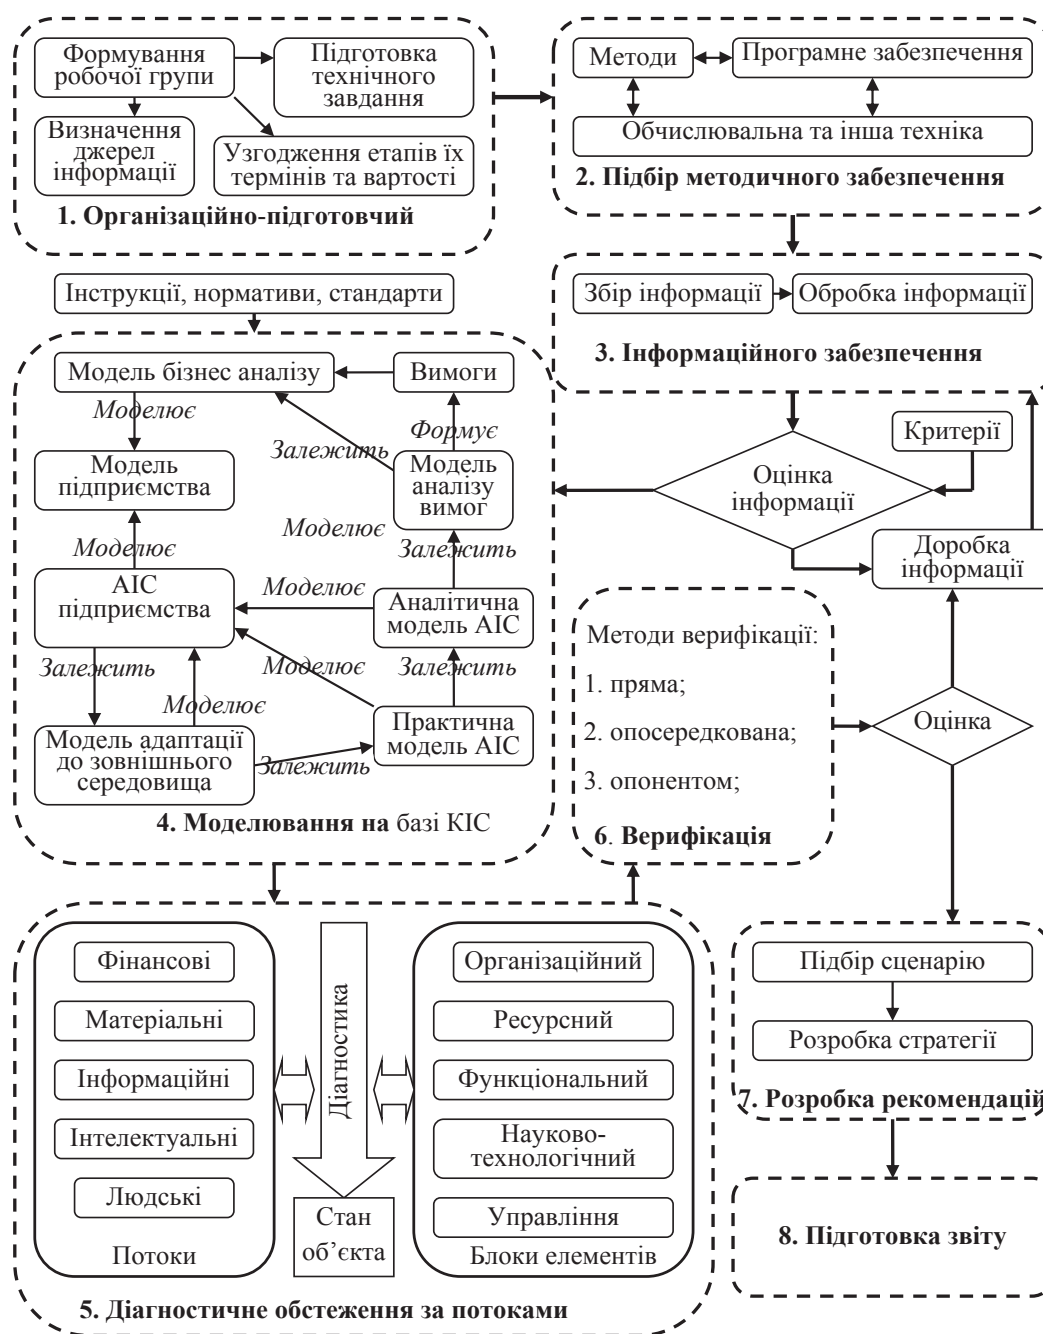 Формування
робочої групи
Підготовка
технічного
завдання
Визначення
джерел
інформації
Узгодження етапів їх
термінів та вартості
1. Організаційно-підготовчий
Методи
Програмне забезпечення
Обчислювальна та інша техніка
2. Підбір методичного забезпечення
Інструкції, нормативи, стандарти
Збір інформації
Обробка інформації
3. Інформаційного забезпечення
Модель бізнес аналізу
Вимоги
Моделює
Формує
Залежить
Модель
підприємства
Модель
аналізу
вимог
Моделює
Моделює
Залежить
АІС
підприємства
Моделює
Аналітична
модель АІС
Залежить
Моделює
Залежить
Моделює
Модель адаптації
до зовнішнього
середовища
Залежить
Практична
модель АІС
4. Моделювання на базі КІС
Критерії
Оцінка
інформації
Доробка
інформації
Методи верифікації:
1. пряма;
2. опосередкована;
3. опонентом;
6. Верифікація
Оцінка
Фінансові
Матеріальні
Інформаційні
Інтелектуальні
Людські
Потоки
Діагностика
Стан
об’єкта
Організаційний
Ресурсний
Функціональний
Науково-
технологічний
Управління
Блоки елементів
5. Діагностичне обстеження за потоками
Підбір сценарію
Розробка стратегії
7. Розробка рекомендацій
8. Підготовка звіту